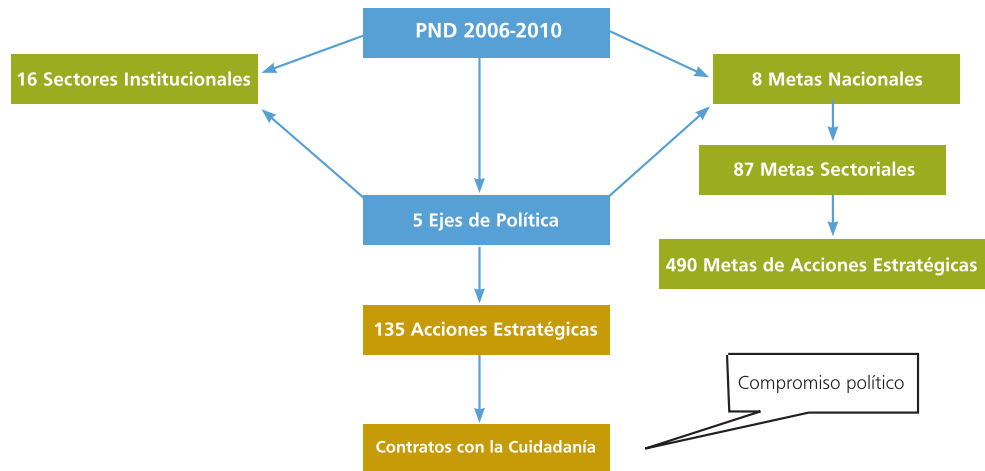 PND 2006-2010
16 Sectores Institucionales
8 Metas Nacionales
87 Metas Sectoriales
5 Ejes de Política
490 Metas de Acciones Estratégicas
135 Acciones Estratégicas
Compromiso político
Contratos con la Cuidadanía